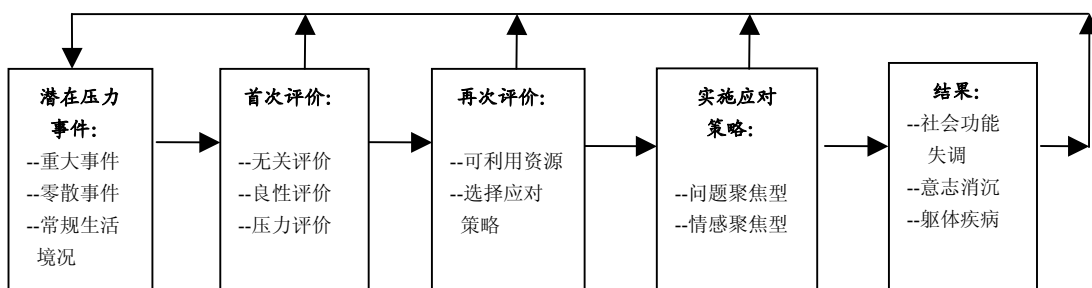 潜在压力
事件:
--重大事件
--零散事件
--常规生活
境况
首次评价:
--无关评价
--良性评价
--压力评价
再次评价:
--可利用资源
--选择应对
策略
实施应对
策略:
--问题聚焦型
--情感聚焦型
结果:
--社会功能
失调
--意志消沉
--躯体疾病